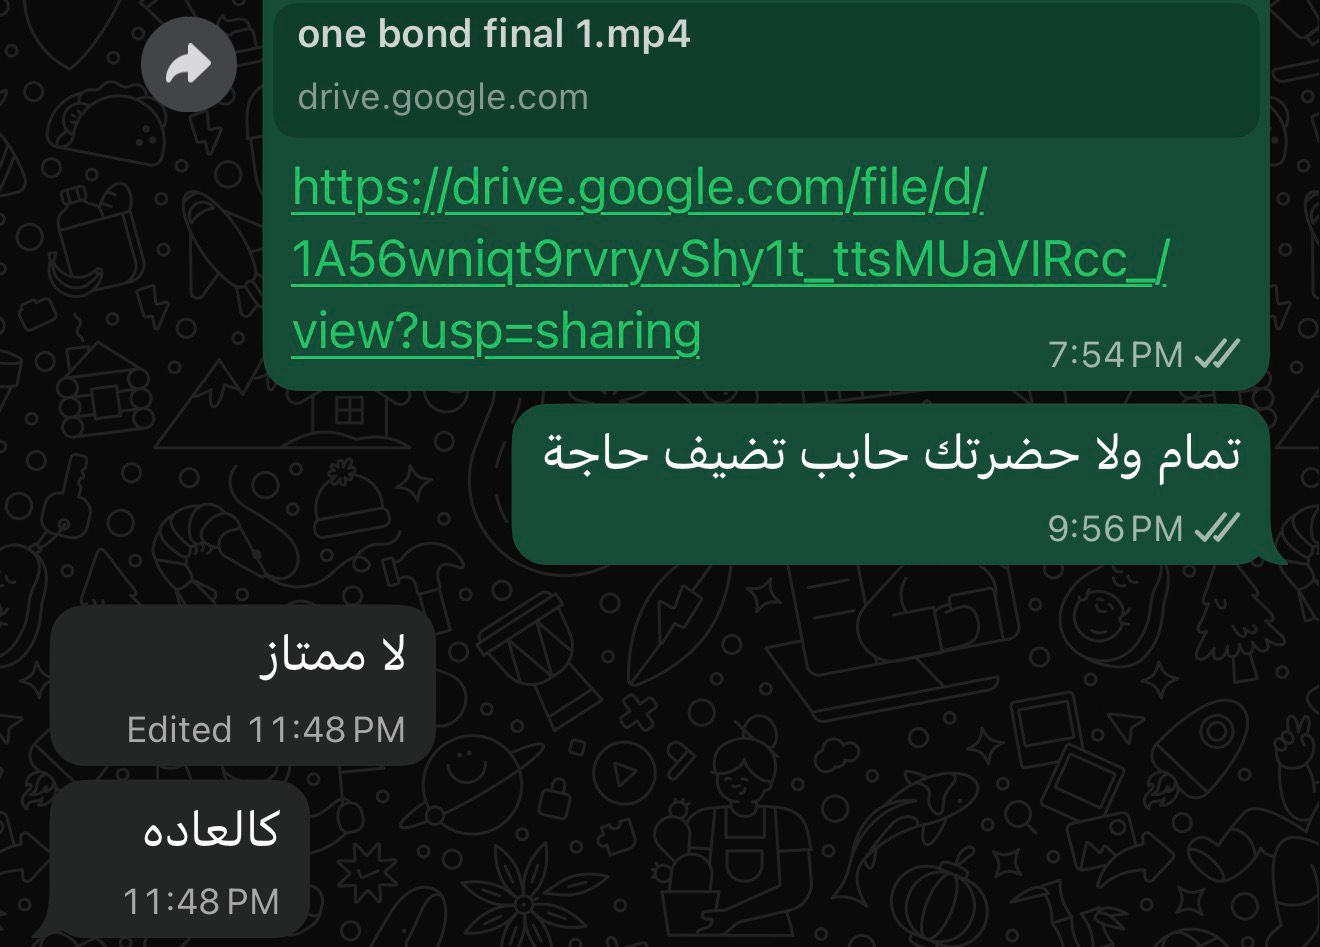 one bond final 1.mp4
drive.google.com
https://drive.google.com/file/d/
1A56wniqt9rvryvShy1t_ttsMUaVIRcc_/
view?usp=sharing
7:54 PM
تمام ولا حضرتك حابب تضيف حاجة
9:56 PM
لا ممتاز
Edited 11:48 PM
كالعاده
11:48 PM